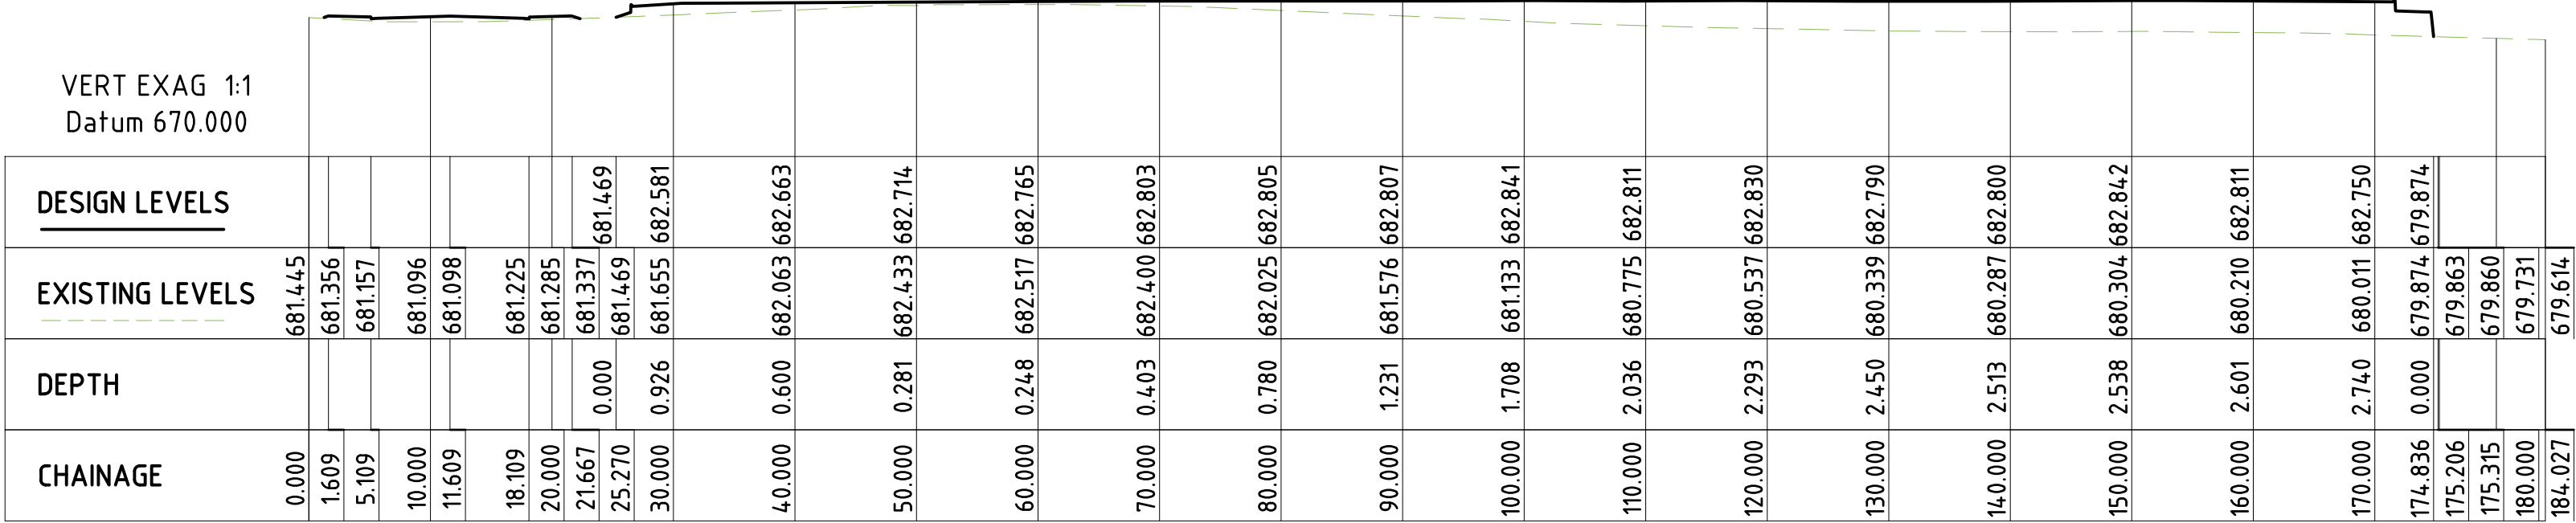 VERT EXAG 1:1
Datum 670.000
DESIGN LEVELS
681.469 682.581 682.663 682.714 682.765 682.803 682.805 682.807 682.841 682.811 682.830 682.790 682.800 682.842 682.811 682.750 679.874
EXISTING LEVELS
681.445 681.356 681.157 681.096 681.098 681.225 681.285 681.337 681.469 681.655 682.063 682.433 682.517 682.400 682.025 681.576 681.133 680.775 680.537 680.339 680.287 680.304 680.210 680.011 679.874 679.863 679.860 679.731 679.614
DEPTH
0.000 0.926 0.600 0.281 0.248 0.403 0.780 1.231 1.708 2.036 2.293 2.450 2.513 2.538 2.601 2.740 0.000
CHAINAGE
0.000 1.609 5.109 10.000 11.609 18.109 20.000 21.667 25.270 30.000 40.000 50.000 60.000 70.000 80.000 90.000 100.000 110.000 120.000 130.000 140.000 150.000 160.000 170.000 174.836 175.206 175.315 180.000 184.027